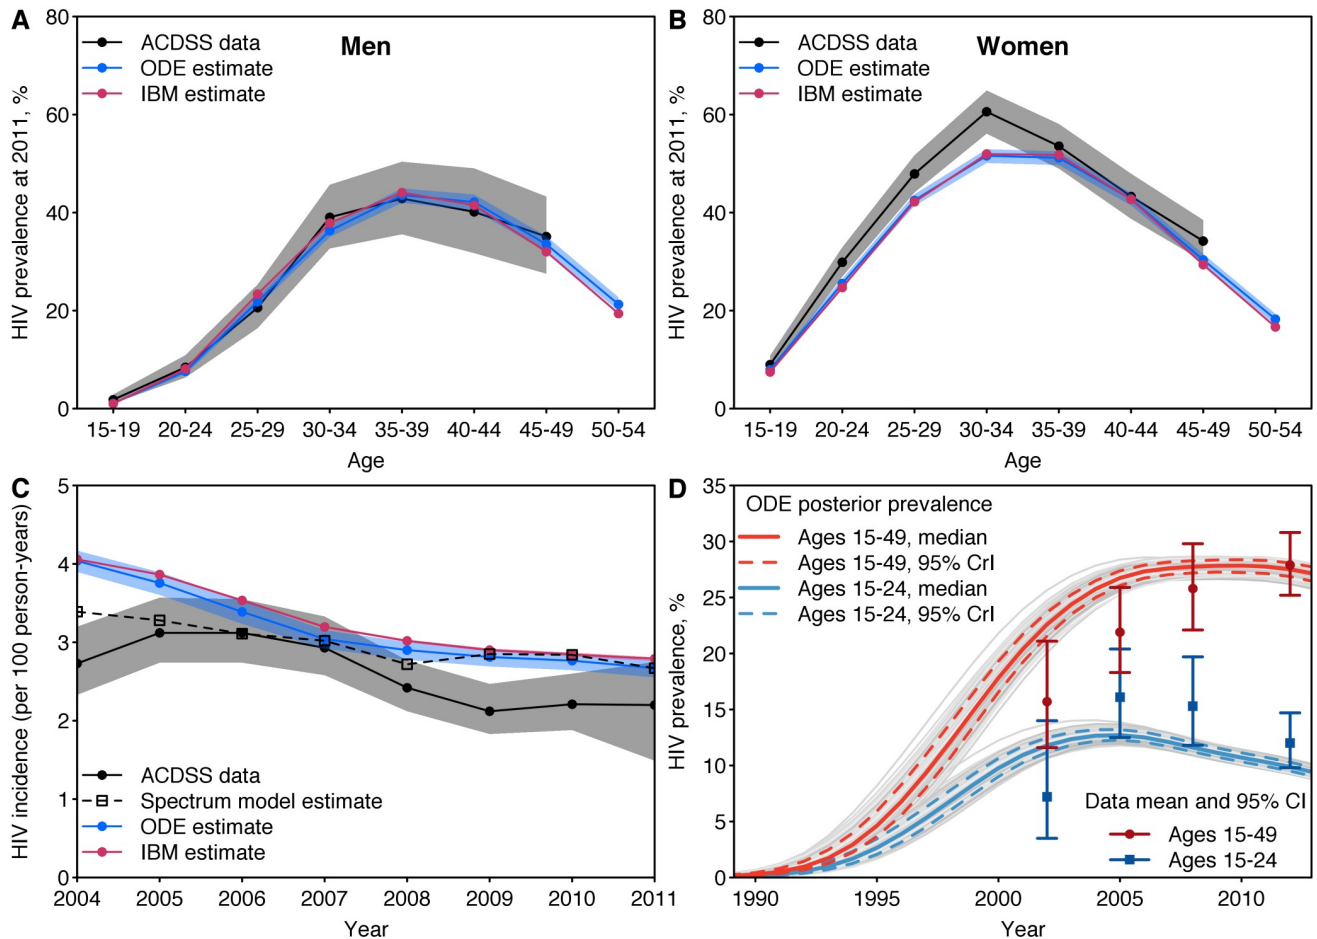 A
Men
ACDSS data
ODE estimate
IBM estimate
HIV prevalence at 2011, %
80
60
40
20
0
15-19 20-24 25-29 30-34 35-39 40-44 45-49 50-54
Age
B
Women
ACDSS data
ODE estimate
IBM estimate
HIV prevalence at 2011, %
80
60
40
20
0
15-19 20-24 25-29 30-34 35-39 40-44 45-49 50-54
Age
C
HIV incidence (per 100 person-years)
5
4
3
2
1
0
ACDSS data
Spectrum model estimate
ODE estimate
IBM estimate
2004 2005 2006 2007 2008 2009 2010 2011
Year
D
HIV prevalence, %
35
30
25
20
15
10
5
0
ODE posterior prevalence
Ages 15-49, median
Ages 15-49, 95% CrI
Ages 15-24, median
Ages 15-24, 95% CrI
Data mean and 95% CI
Ages 15-49
Ages 15-24
1990 1995 2000 2005 2010
Year